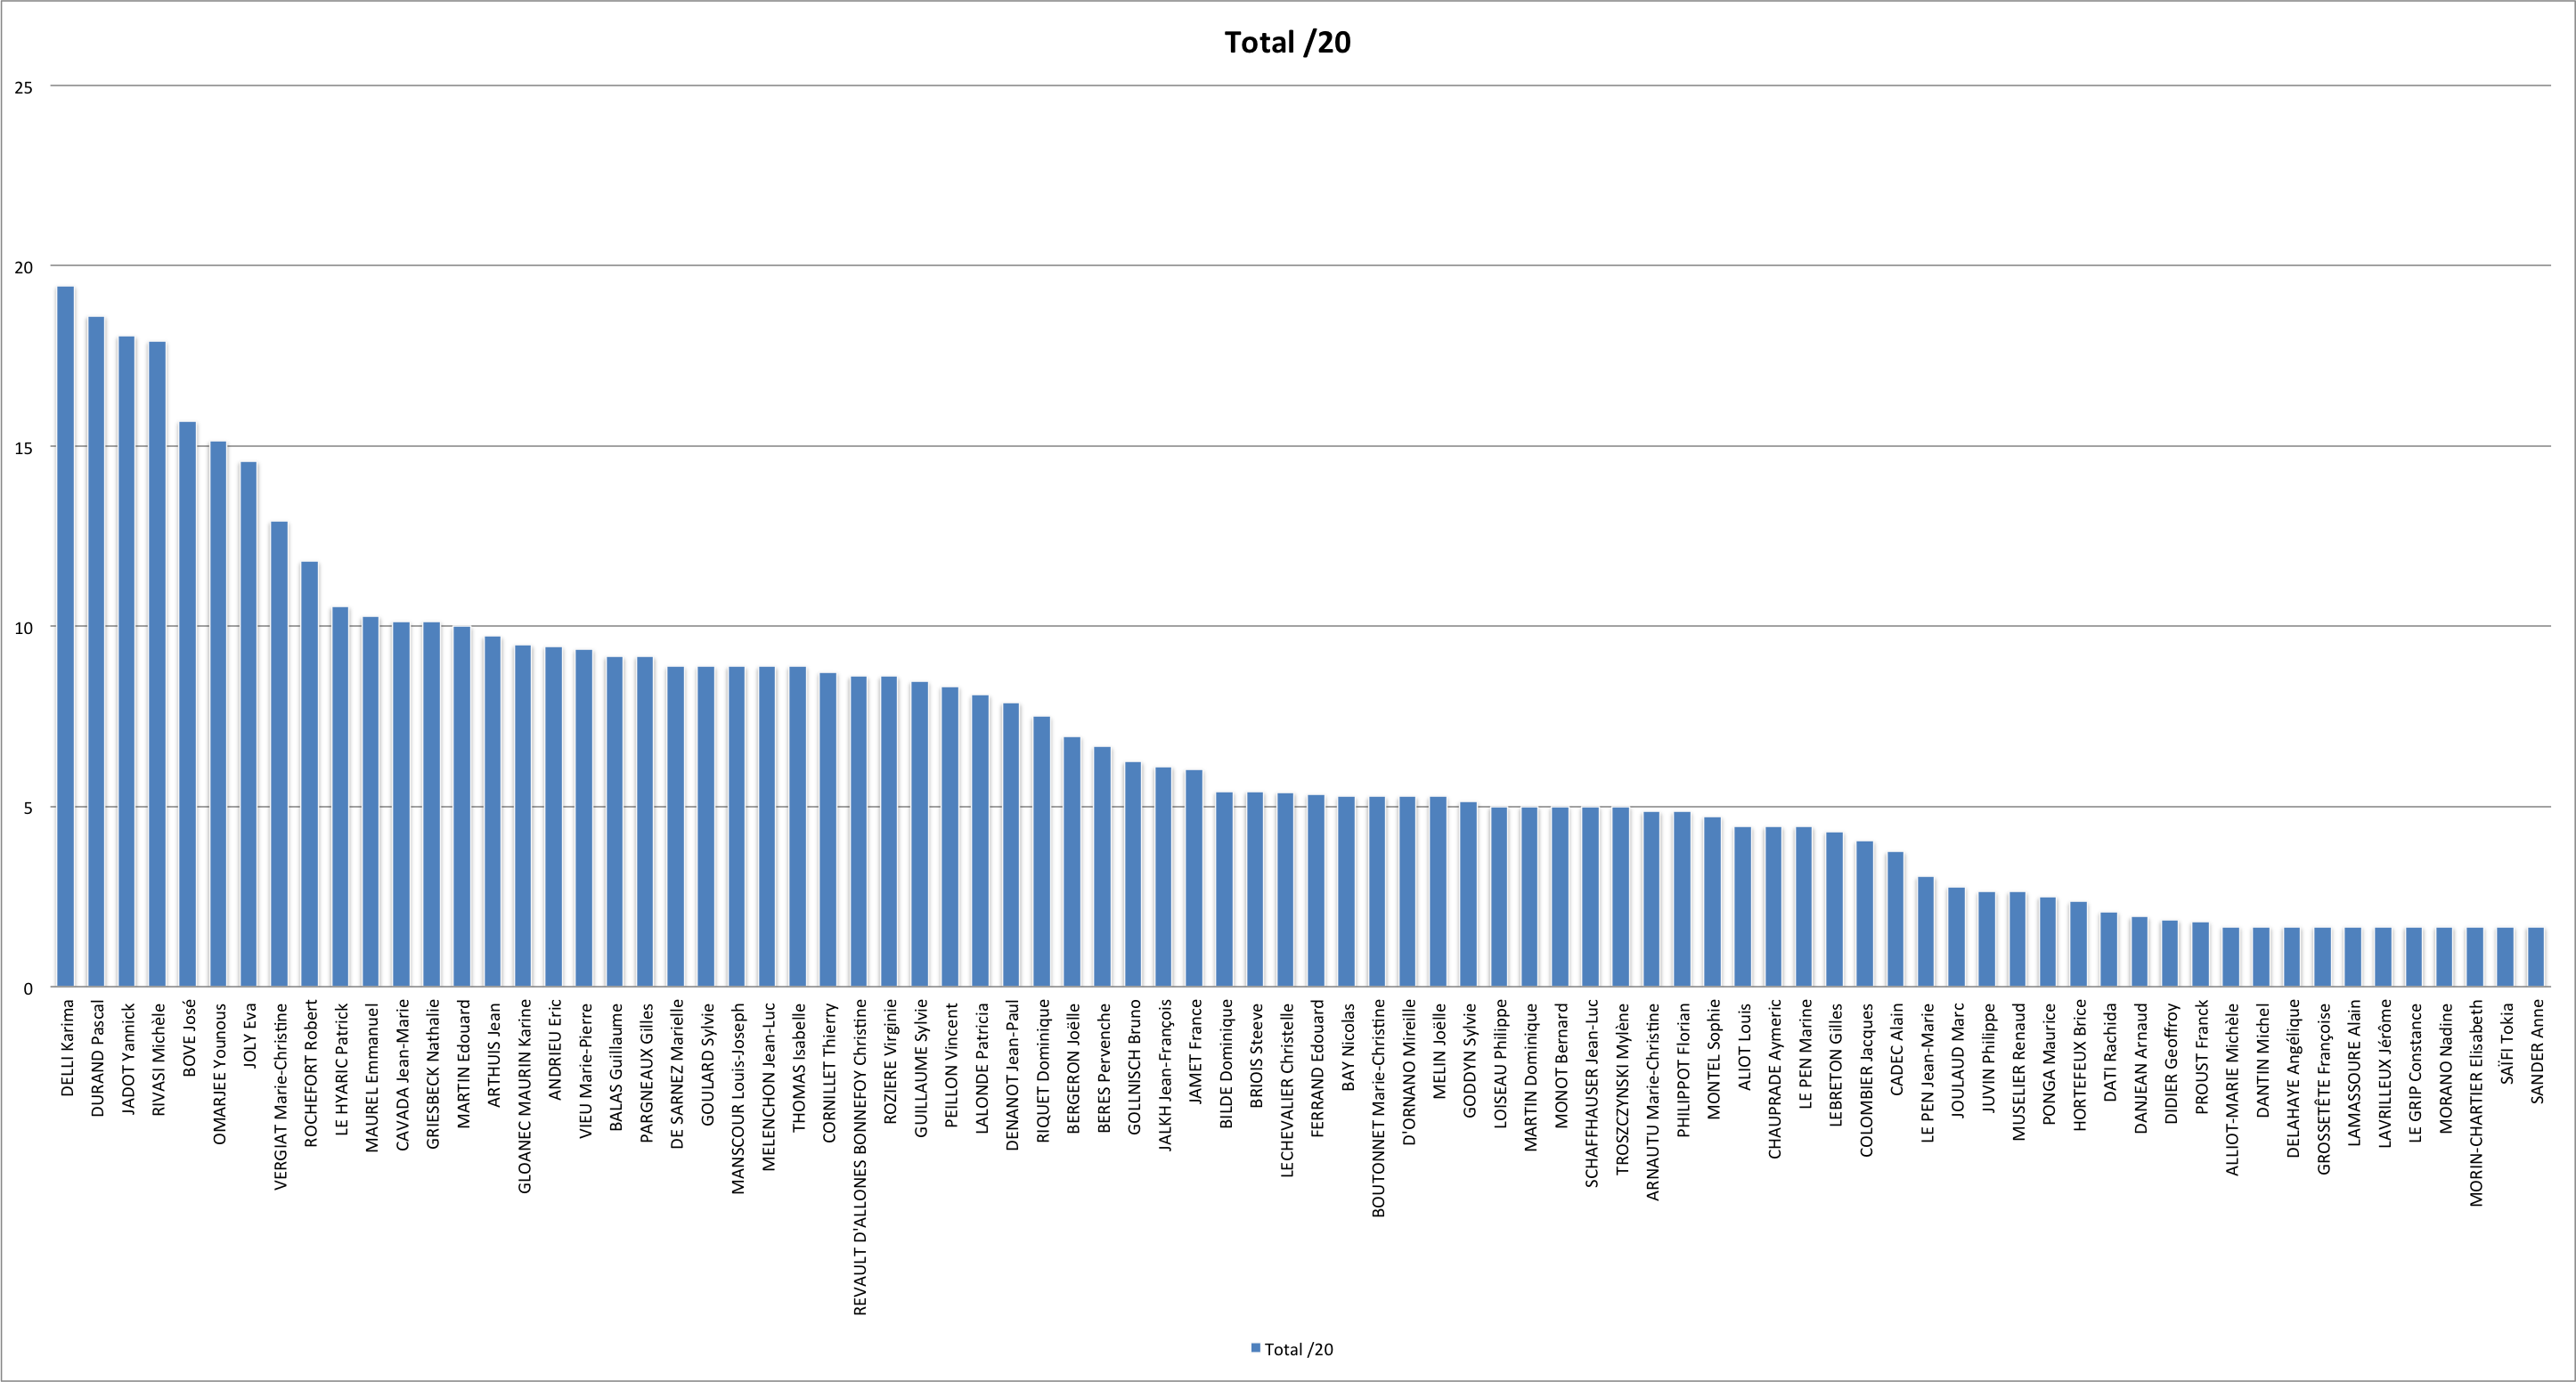 Total /20
25
20
15
10
5
0
DELLI Karima
DURAND Pascal
JADOT Yannick
RIVASI Michèle
BOVE José
OMARJEE Younous
JOLY Eva
VERGIAT Marie-Christine
ROCHEFORT Robert
LE HYARIC Patrick
MAUREL Emmanuel
CAVADA Jean-Marie
GRIESBECK Nathalie
MARTIN Edouard
ARTHUIS Jean
GLOANEC MAURIN Karine
ANDRIEU Eric
VIEU Marie-Pierre
BALAS Guillaume
PARGNEAUX Gilles
DE SARNEZ Marielle
GOULARD Sylvie
MANSCOUR Louis-Joseph
MELENCHON Jean-Luc
THOMAS Isabelle
CORNILLET Thierry
REVAULT D'ALLONES BONNEFOY Christine
ROZIERE Virginie
GUILLAUME Sylvie
PEILLON Vincent
LALONDE Patricia
DENANOT Jean-Paul
RIQUET Dominique
BERGERON Joëlle
BERES Pervenche
GOLLNISCH Bruno
JALKH Jean-François
JAMET France
BILDE Dominique
BRIOIS Steeve
LECHEVALIER Christelle
FERRAND Edouard
BAY Nicolas
BOUTONNET Marie-Christine
D'ORNANO Mireille
MELIN Joëlle
GODDYN Sylvie
LOISEAU Philippe
MARTIN Dominique
MONOT Bernard
SCHAFFHAUSER Jean-Luc
TROSZCZYNSKI Mylène
ARNAUTU Marie-Christine
PHILIPPOT Florian
MONTEL Sophie
ALIOT Louis
CHAUPRADE Aymeric
LE PEN Marine
LEBRETON Gilles
COLOMBIER Jacques
CADEC Alain
LE PEN Jean-Marie
JOULAUD Marc
JUVIN Philippe
MUSELIER Renaud
PONGA Maurice
HORTEFEUX Brice
DATI Rachida
DANJEAN Arnaud
DIDIER Geoffroy
PROUST Franck
ALLIOT-MARIE Michèle
DANTIN Michel
DELAHAYE Angélique
GROSSETÊTE Françoise
LAMASSOURE Alain
LAVRILLEUX Jérôme
LE GRIP Constance
MORANO Nadine
MORIN-CHARTIER Elisabeth
SAÏFI Tokia
SANDER Anne
Total /20